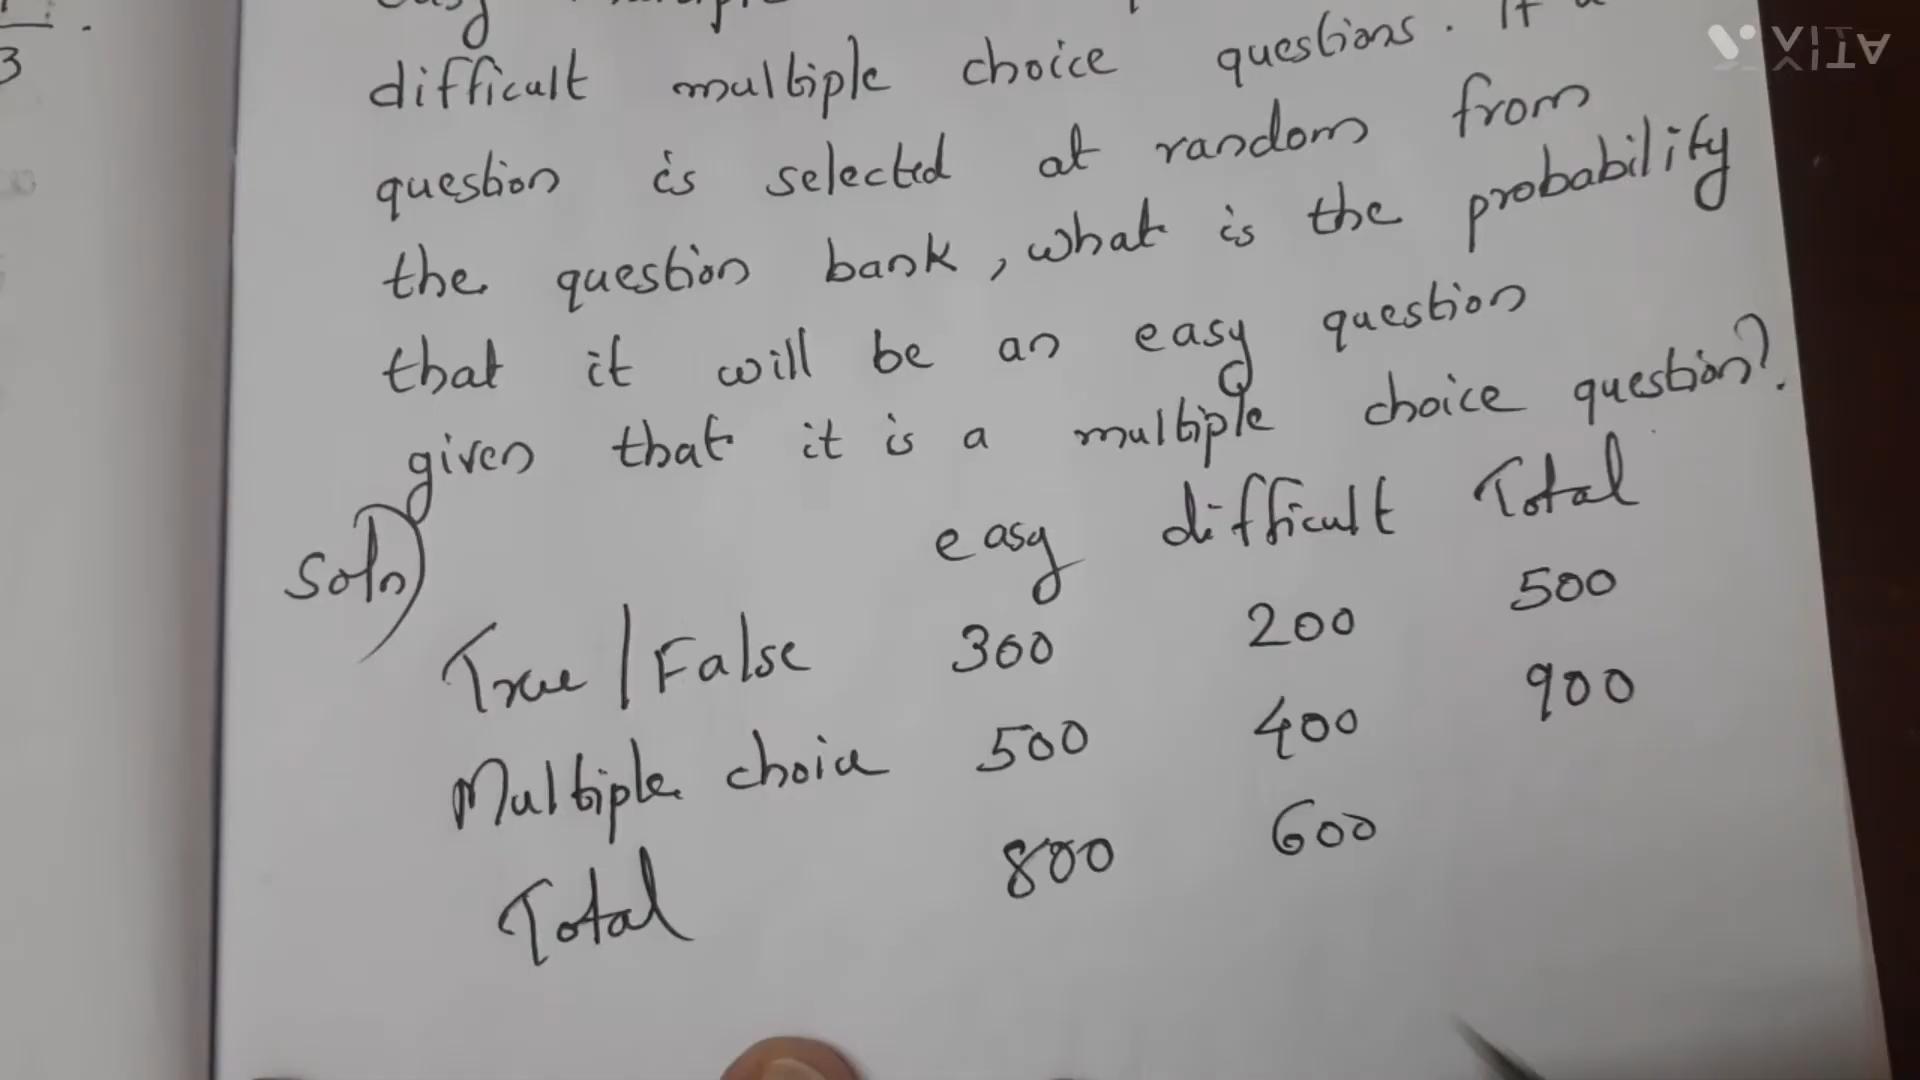 3
VITA
difficult multiple choice questions. If a
question is selected at random from
the question bank, what is the probability
that it will be an easy question
given that it is a multiple choice question?.
Soln)
easy difficult Total
True/False 300 200 500
Multiple choice 500 400 900
Total 800 600